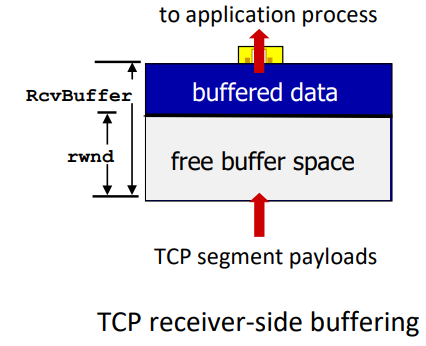 to application process
RcvBuffer
buffered data
rwnd
free buffer space
TCP segment payloads
TCP receiver-side buffering